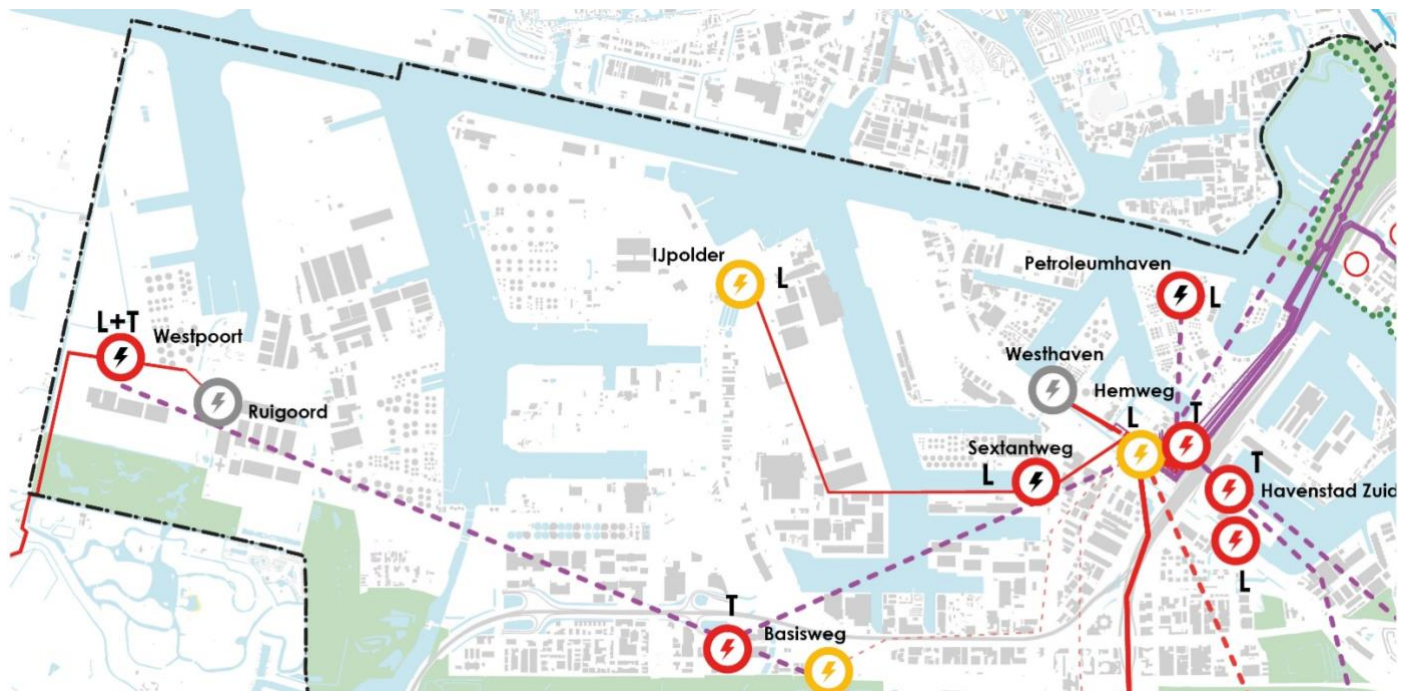 IJpolder
L
Petroleumhaven
L
L+T
Westpoort
Westhaven
Hemweg
Ruigoord
L
T
Sextantweg
L
T
Havenstad Zuid
L
T
Basisweg